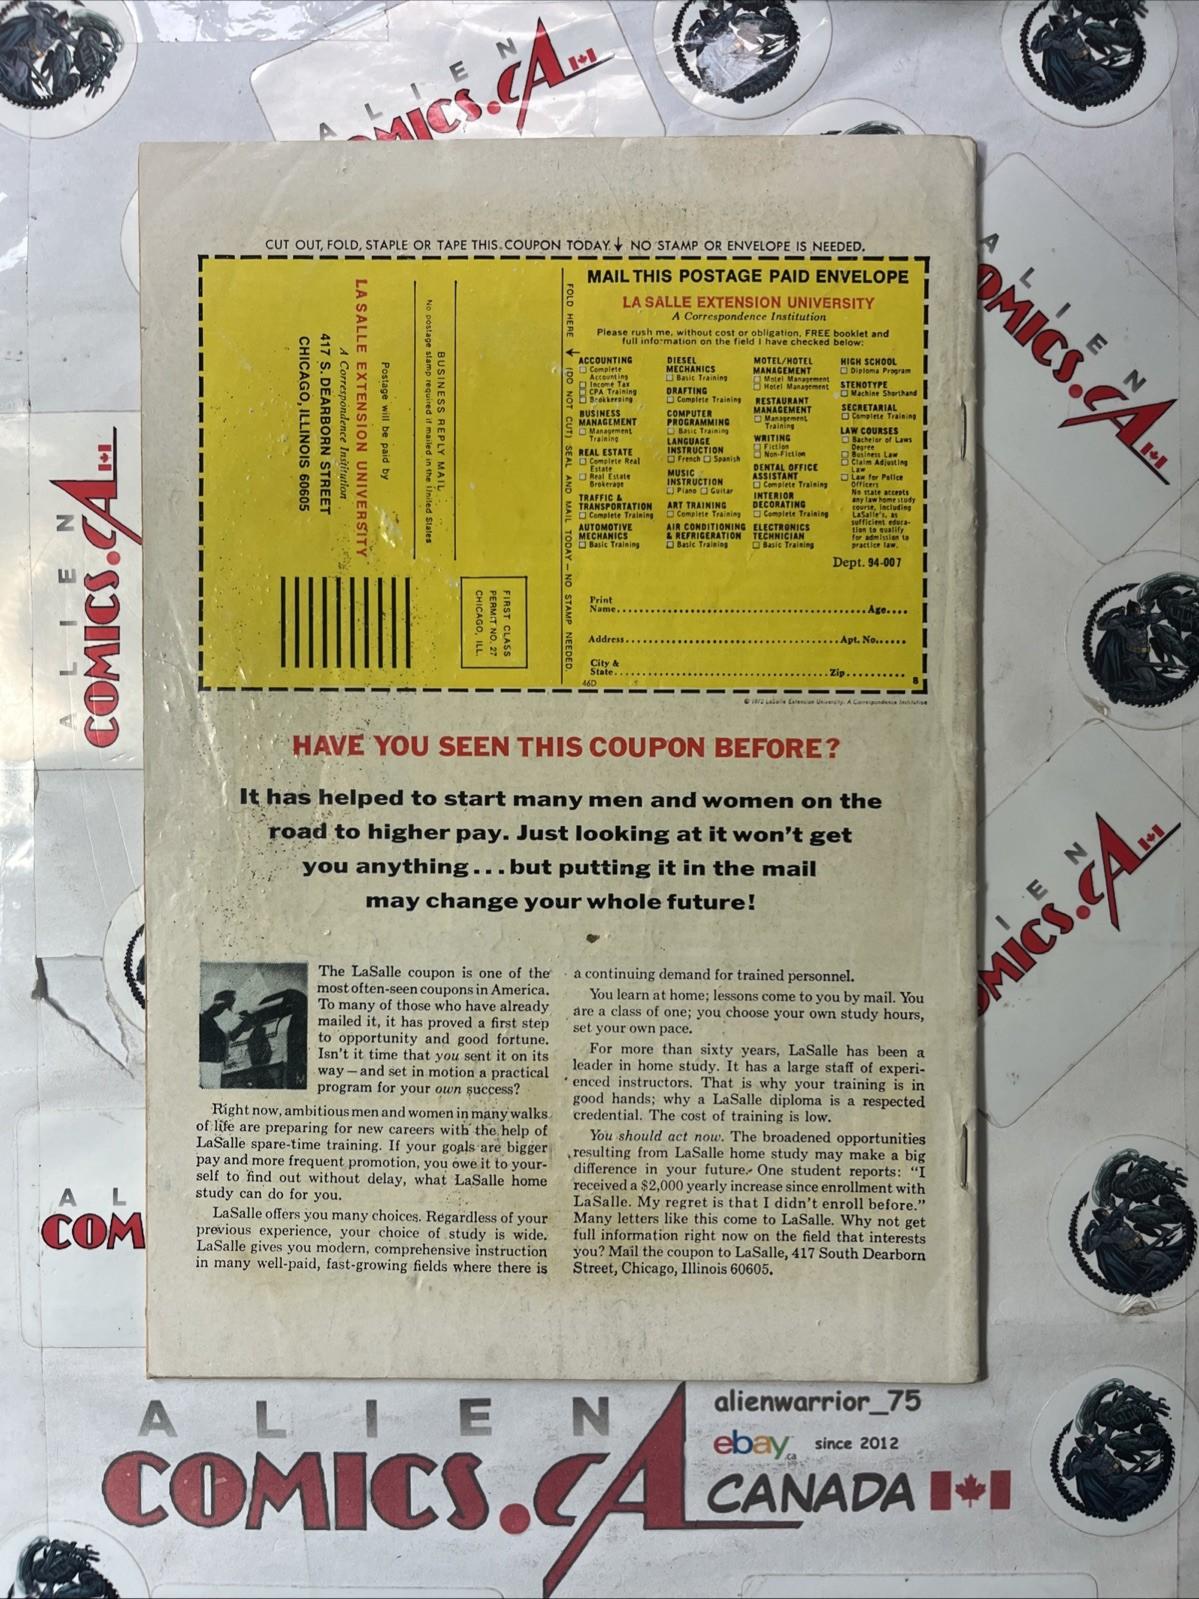 ALIEN
COMICS.CA
CUT OUT, FOLD, STAPLE OR TAPE THIS COUPON TODAY. NO STAMP OR ENVELOPE IS NEEDED.
LA SALLE EXTENSION UNIVERSITY
A Correspondence Institution
417 S. DEARBORN STREET
CHICAGO, ILLINOIS 60605
Postage will be paid by
BUSINESS REPLY MAIL
No postage stamp required if mailed in the United States
FIRST CLASS
PERMIT NO. 27
CHICAGO, ILL.
FOLD HERE (DO NOT CUT) SEAL AND MAIL TODAY — NO STAMP NEEDED.
MAIL THIS POSTAGE PAID ENVELOPE
LA SALLE EXTENSION UNIVERSITY
A Correspondence Institution
Please rush me, without cost or obligation, FREE booklet and
full information on the field I have checked below:
ACCOUNTING
Complete
Accounting
Income Tax
CPA Training
Bookkeeping
BUSINESS
MANAGEMENT
Management
Training
REAL ESTATE
Complete Real
Estate
Real Estate
Brokerage
TRAFFIC &
TRANSPORTATION
Complete Training
AUTOMOTIVE
MECHANICS
Basic Training
DIESEL
MECHANICS
Basic Training
DRAFTING
Complete Training
COMPUTER
PROGRAMMING
Basic Training
LANGUAGE
INSTRUCTION
French Spanish
MUSIC
INSTRUCTION
Piano Guitar
ART TRAINING
Complete Training
AIR CONDITIONING
& REFRIGERATION
Basic Training
MOTEL/HOTEL
MANAGEMENT
Motel Management
Hotel Management
RESTAURANT
MANAGEMENT
Management
Training
WRITING
Fiction
Non-Fiction
DENTAL OFFICE
ASSISTANT
Complete Training
INTERIOR
DECORATING
Complete Training
ELECTRONICS
TECHNICIAN
Basic Training
HIGH SCHOOL
Diploma Program
STENOTYPE
Machine Shorthand
SECRETARIAL
Complete Training
LAW COURSES
Bachelor of Laws
Degree
Business Law
Claim Adjusting
Law
Law for Police
Officers
No state accepts
any law home study
course, including
LaSalle's, as
sufficient educa-
tion to qualify
for admission to
practice law.
Dept. 94-007
Print
Name Age
Address Apt. No.
City &
State Zip
46D 8
© 1972 LaSalle Extension University. A Correspondence Institution
HAVE YOU SEEN THIS COUPON BEFORE?
It has helped to start many men and women on the
road to higher pay. Just looking at it won't get
you anything...but putting it in the mail
may change your whole future!
The LaSalle coupon is one of the
most often-seen coupons in America.
To many of those who have already
mailed it, it has proved a first step
to opportunity and good fortune.
Isn't it time that you sent it on its
way — and set in motion a practical
program for your own success?
Right now, ambitious men and women in many walks
of life are preparing for new careers with the help of
LaSalle spare-time training. If your goals are bigger
pay and more frequent promotion, you owe it to your-
self to find out without delay, what LaSalle home
study can do for you.
LaSalle offers you many choices. Regardless of your
previous experience, your choice of study is wide.
LaSalle gives you modern, comprehensive instruction
in many well-paid, fast-growing fields where there is
a continuing demand for trained personnel.
You learn at home; lessons come to you by mail. You
are a class of one; you choose your own study hours,
set your own pace.
For more than sixty years, LaSalle has been a
leader in home study. It has a large staff of experi-
enced instructors. That is why your training is in
good hands; why a LaSalle diploma is a respected
credential. The cost of training is low.
You should act now. The broadened opportunities
resulting from LaSalle home study may make a big
difference in your future. One student reports: "I
received a $2,000 yearly increase since enrollment with
LaSalle. My regret is that I didn't enroll before."
Many letters like this come to LaSalle. Why not get
full information right now on the field that interests
you? Mail the coupon to LaSalle, 417 South Dearborn
Street, Chicago, Illinois 60605.
ALIEN
COMICS.CA
ALIEN
COMICS.CA
ALIEN
COMICS.CA
AL
COM
ALIEN
COMICS.CA
alienwarrior_75
ebay.ca since 2012
CANADA